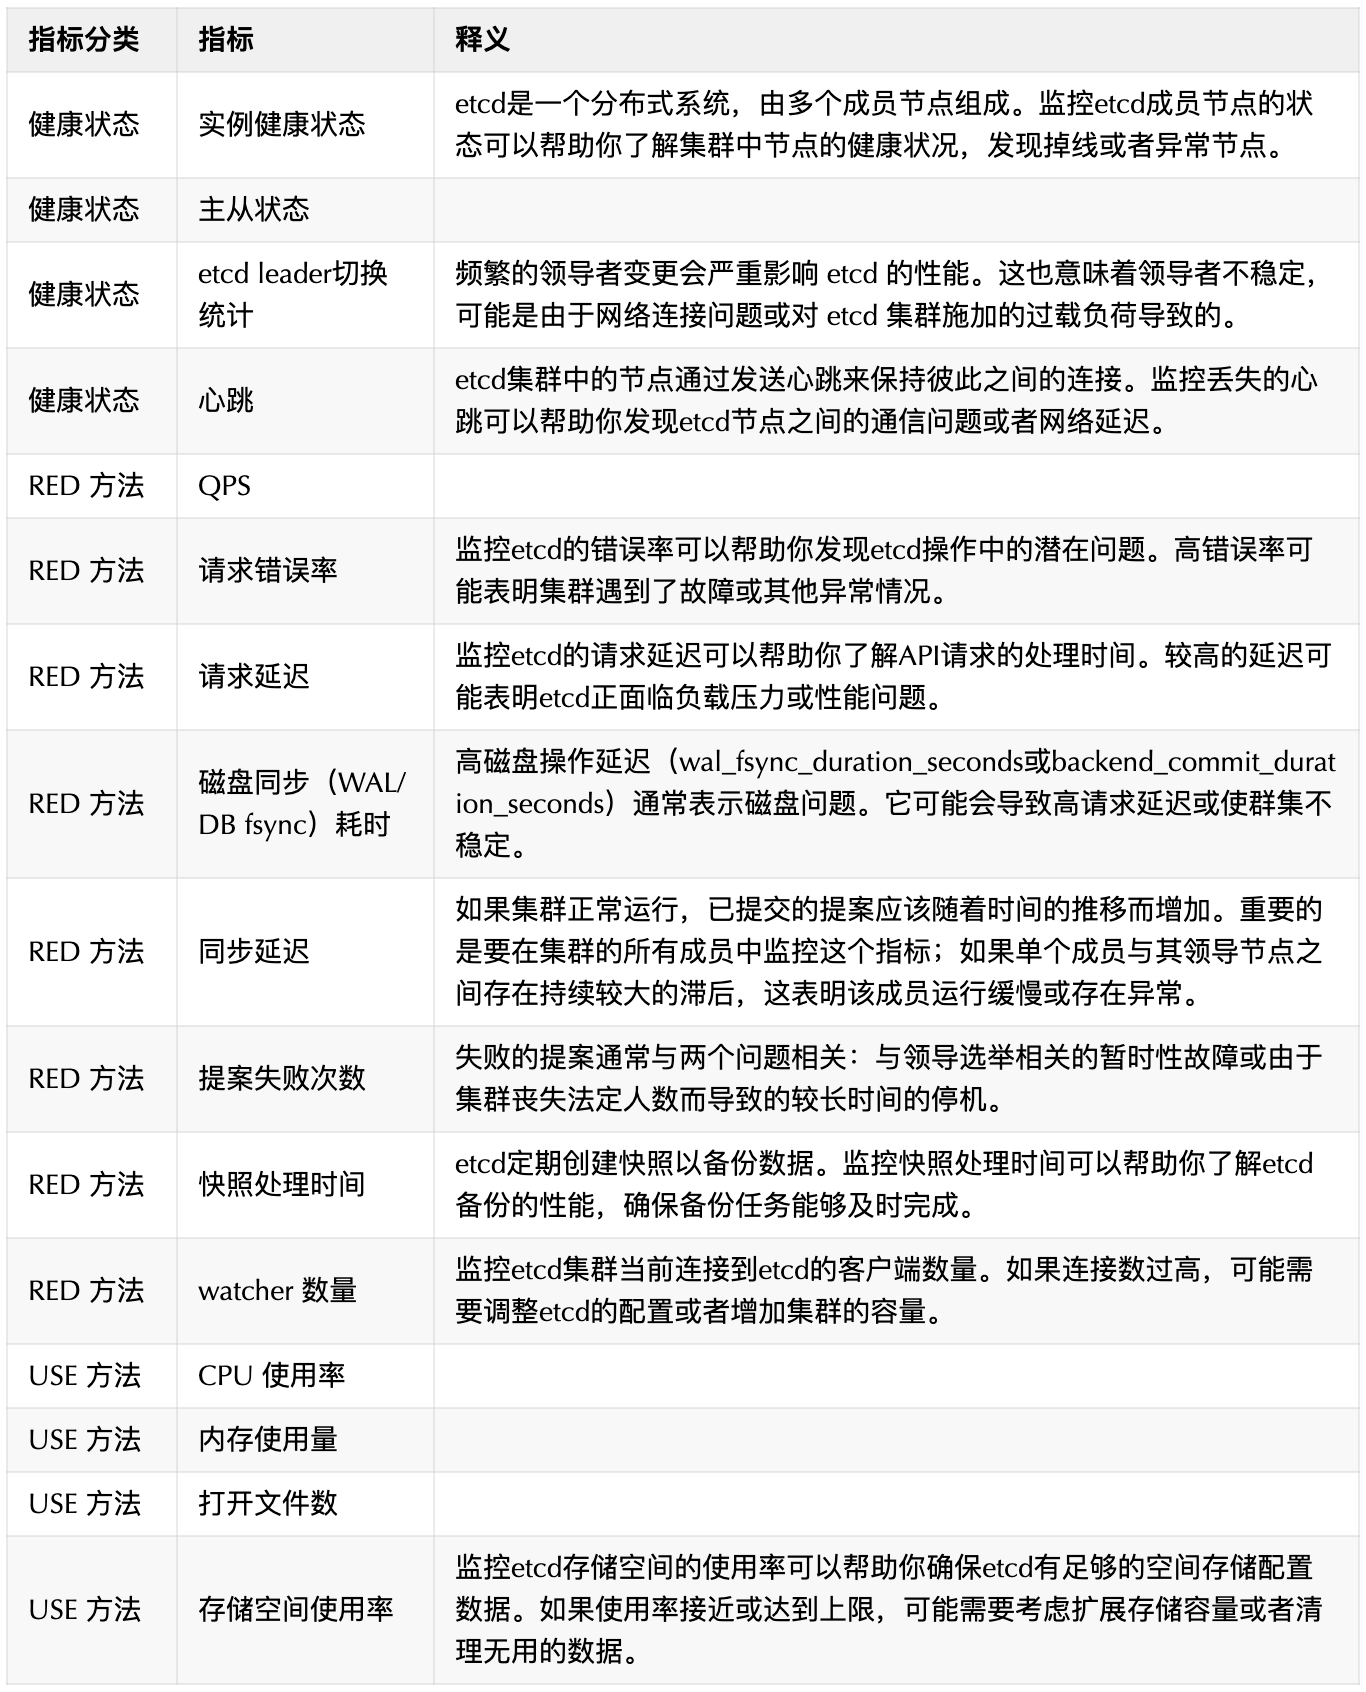 指标分类 指标 释义
健康状态 实例健康状态 etcd是一个分布式系统，由多个成员节点组成。监控etcd成员节点的状
态可以帮助你了解集群中节点的健康状况，发现掉线或者异常节点。
健康状态 主从状态
健康状态 etcd leader切换
统计
频繁的领导者变更会严重影响 etcd 的性能。这也意味着领导者不稳定，
可能是由于网络连接问题或对 etcd 集群施加的过载负荷导致的。
健康状态 心跳 etcd集群中的节点通过发送心跳来保持彼此之间的连接。监控丢失的心
跳可以帮助你发现etcd节点之间的通信问题或者网络延迟。
RED 方法 QPS
RED 方法 请求错误率 监控etcd的错误率可以帮助你发现etcd操作中的潜在问题。高错误率可
能表明集群遇到了故障或其他异常情况。
RED 方法 请求延迟 监控etcd的请求延迟可以帮助你了解API请求的处理时间。较高的延迟可
能表明etcd正面临负载压力或性能问题。
RED 方法 磁盘同步（WAL/
DB fsync）耗时
高磁盘操作延迟（wal_fsync_duration_seconds或backend_commit_durat
ion_seconds）通常表示磁盘问题。它可能会导致高请求延迟或使群集不
稳定。
RED 方法 同步延迟 如果集群正常运行，已提交的提案应该随着时间的推移而增加。重要的
是要在集群的所有成员中监控这个指标；如果单个成员与其领导节点之
间存在持续较大的滞后，这表明该成员运行缓慢或存在异常。
RED 方法 提案失败次数 失败的提案通常与两个问题相关：与领导选举相关的暂时性故障或由于
集群丧失法定人数而导致的较长时间的停机。
RED 方法 快照处理时间 etcd定期创建快照以备份数据。监控快照处理时间可以帮助你了解etcd
备份的性能，确保备份任务能够及时完成。
RED 方法 watcher 数量 监控etcd集群当前连接到etcd的客户端数量。如果连接数过高，可能需
要调整etcd的配置或者增加集群的容量。
USE 方法 CPU 使用率
USE 方法 内存使用量
USE 方法 打开文件数
USE 方法 存储空间使用率 监控etcd存储空间的使用率可以帮助你确保etcd有足够的空间存储配置
数据。如果使用率接近或达到上限，可能需要考虑扩展存储容量或者清
理无用的数据。